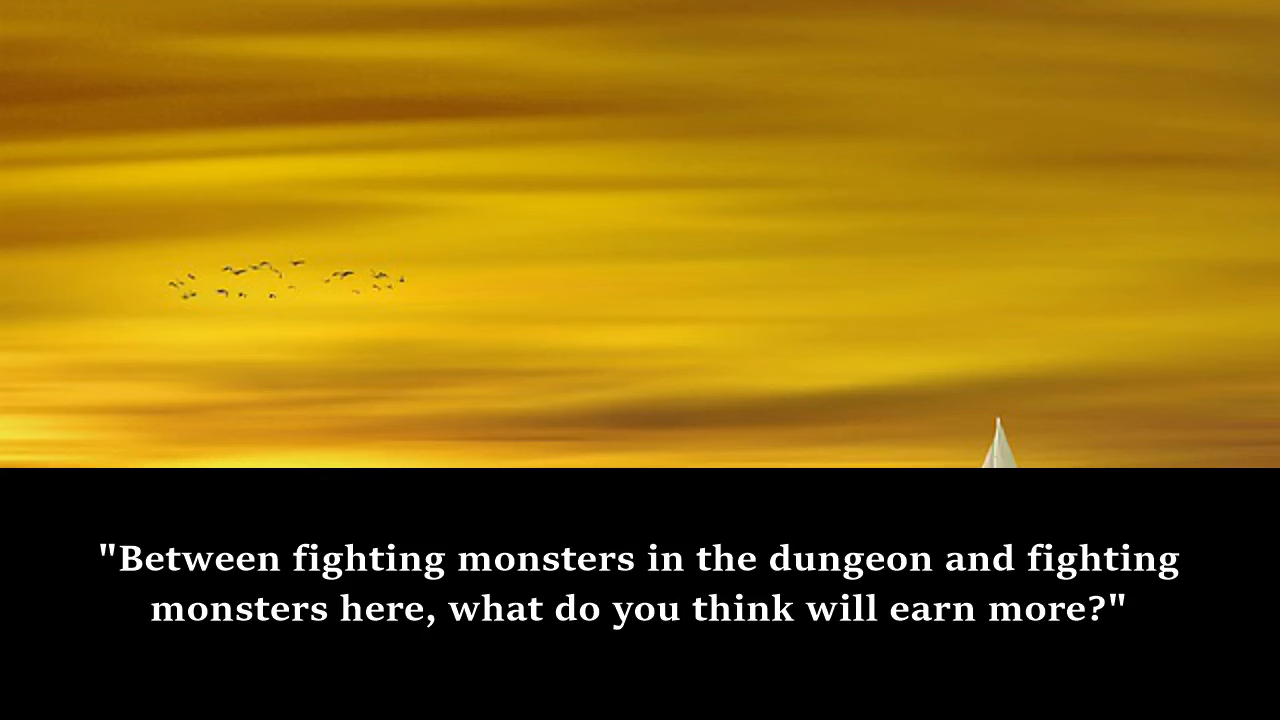 "Between fighting monsters in the dungeon and fighting
monsters here, what do you think will earn more?"